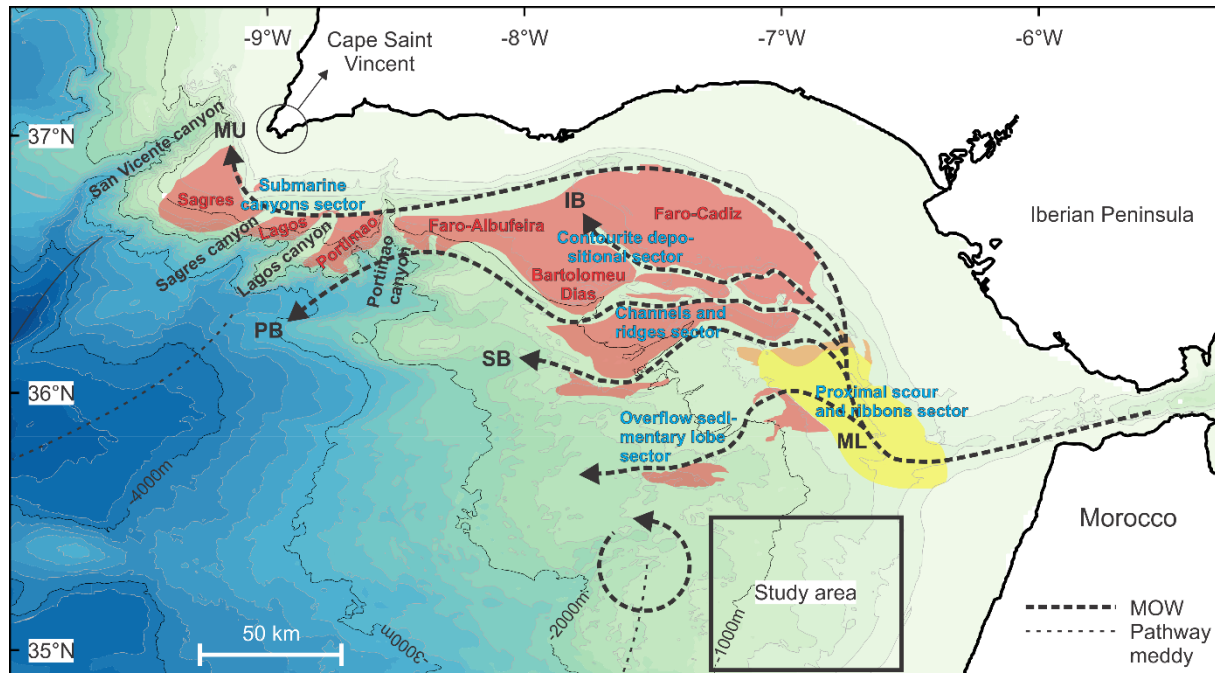 -9°W
-8°W
-7°W
-6°W
Cape Saint
Vincent
37°N
MU
San Vicente canyon
Sagres
Submarine
canyons sector
Lagos
Portimao
Sagres canyon
Lagos canyon
Portimao
canyon
Faro-Albufeira
IB
Faro-Cadiz
Contourite depo-
sitional sector
Bartolomeu
Dias
Iberian Peninsula
PB
Channels and
ridges sector
SB
36°N
Proximal scour
and ribbons sector
ML
Overflow sedi-
mentary lobe
sector
-4000m
Morocco
Study area
-3000m
-2000m
-1000m
50 km
35°N
MOW
Pathway
meddy